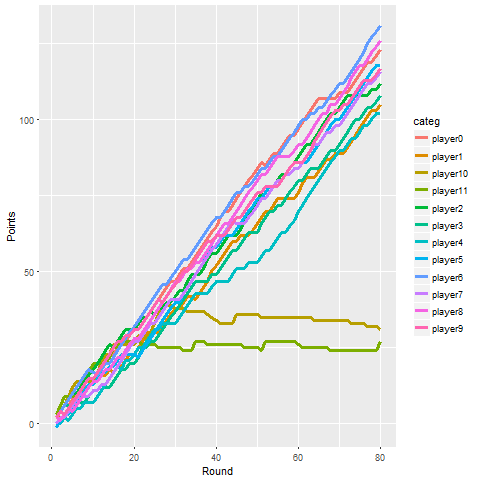 100
50
0
Points
0
20
40
60
80
Round
categ
player0
player1
player10
player11
player2
player3
player4
player5
player6
player7
player8
player9